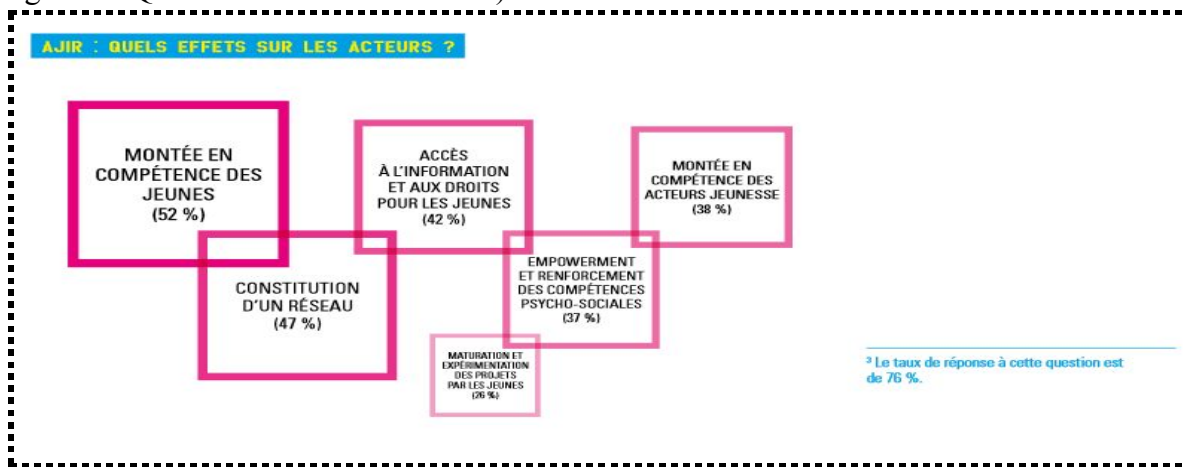 AJIR : QUELS EFFETS SUR LES ACTEURS ?
MONTÉE EN
COMPÉTENCE DES
JEUNES
(52 %)
ACCÈS
À L'INFORMATION
ET AUX DROITS
POUR LES JEUNES
(42 %)
MONTÉE EN
COMPÉTENCE DES
ACTEURS JEUNESSE
(38 %)
CONSTITUTION
D'UN RÉSEAU
(47 %)
EMPOWERMENT
ET RENFORCEMENT
DES COMPÉTENCES
PSYCHO-SOCIALES
(37 %)
MATURATION ET
EXPÉRIMENTATION
DES PROJETS
PAR LES JEUNES
(26 %)
³ Le taux de réponse à cette question est
de 76 %.